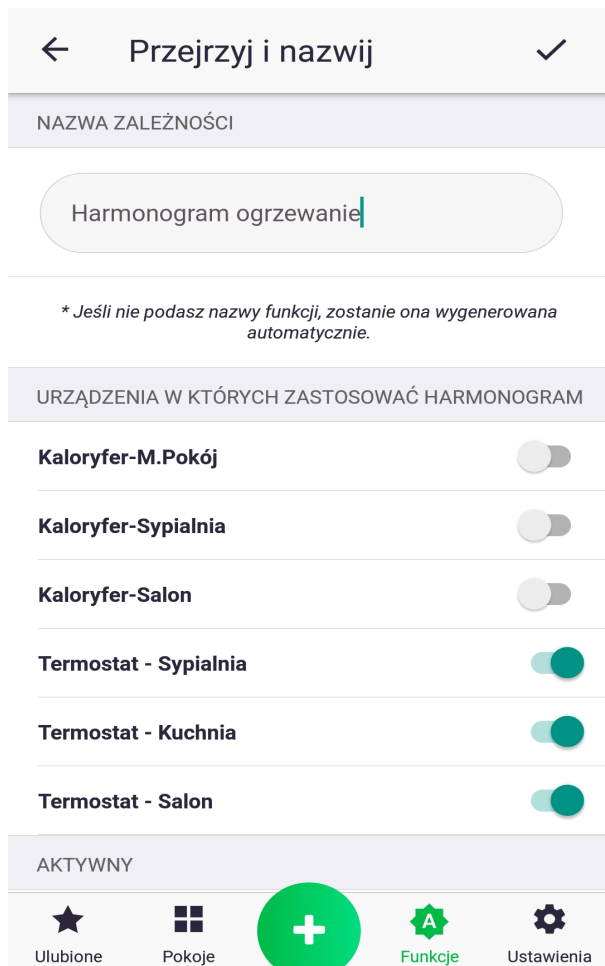 Przejrzyj i nazwij
NAZWA ZALEŻNOŚCI
Harmonogram ogrzewanie
* Jeśli nie podasz nazwy funkcji, zostanie ona wygenerowana
automatycznie.
URZĄDZENIA W KTÓRYCH ZASTOSOWAĆ HARMONOGRAM
Kaloryfer-M.Pokój
Kaloryfer-Sypialnia
Kaloryfer-Salon
Termostat - Sypialnia
Termostat - Kuchnia
Termostat - Salon
AKTYWNY
A
Ulubione Pokoje Funkcje Ustawienia